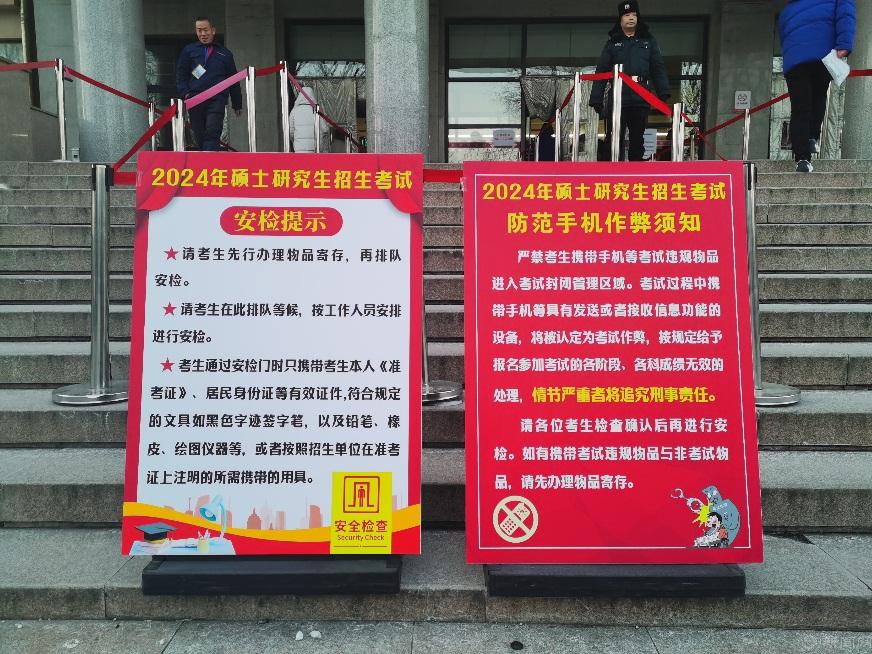 2024年硕士研究生招生考试
安检提示
★请考生先行办理物品寄存，再排队
安检。
★请考生在此排队等候，按工作人员安排
进行安检。
★考生通过安检门时只携带考生本人《准
考证》、居民身份证等有效证件,符合规定
的文具如黑色字迹签字笔，以及铅笔、橡
皮、绘图仪器等，或者按照招生单位在准考
证上注明的所需携带的用具。
安全检查
Security Check
2024年硕士研究生招生考试
防范手机作弊须知
严禁考生携带手机等考试违规物品
进入考试封闭管理区域。考试过程中携
带手机等具有发送或者接收信息功能的
设备，将被认定为考试作弊，按规定给予
报名参加考试的各阶段、各科成绩无效的
处理，情节严重者将追究刑事责任。
请各位考生检查确认后再进行安
检。如有携带考试违规物品与非考试物
品，请先办理物品寄存。